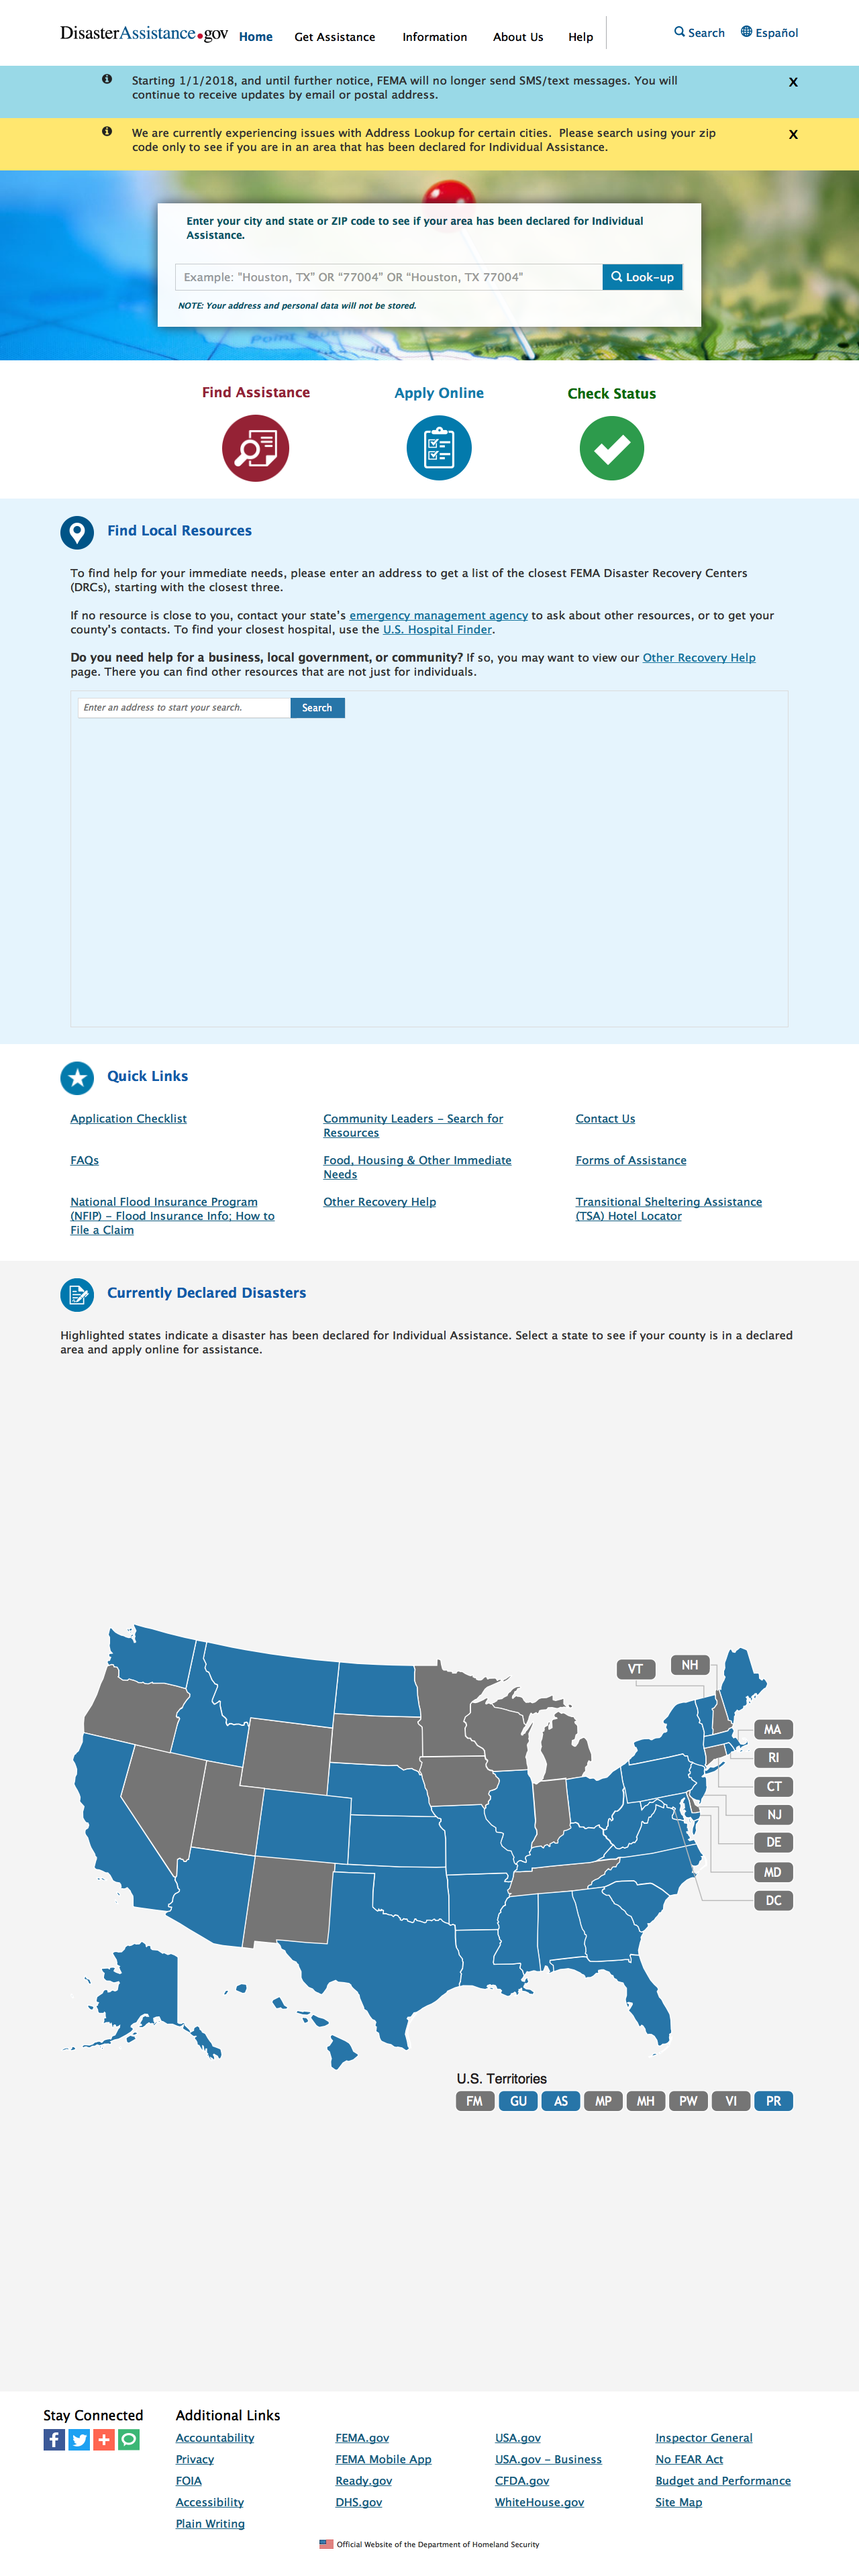 DisasterAssistance.gov
Home
Get Assistance
Information
About Us
Help
Search
Español
Starting 1/1/2018, and until further notice, FEMA will no longer send SMS/text messages. You will
continue to receive updates by email or postal address.
X
We are currently experiencing issues with Address Lookup for certain cities. Please search using your zip
code only to see if you are in an area that has been declared for Individual Assistance.
X
Enter your city and state or ZIP code to see if your area has been declared for Individual
Assistance.
Example: "Houston, TX" OR "77004" OR "Houston, TX 77004"
Look-up
NOTE: Your address and personal data will not be stored.
Find Assistance
Apply Online
Check Status
Find Local Resources
To find help for your immediate needs, please enter an address to get a list of the closest FEMA Disaster Recovery Centers
(DRCs), starting with the closest three.
If no resource is close to you, contact your state's emergency management agency to ask about other resources, or to get your
county's contacts. To find your closest hospital, use the U.S. Hospital Finder.
Do you need help for a business, local government, or community? If so, you may want to view our Other Recovery Help
page. There you can find other resources that are not just for individuals.
Enter an address to start your search.
Search
Quick Links
Application Checklist
Community Leaders - Search for
Resources
Contact Us
FAQs
Food, Housing & Other Immediate
Needs
Forms of Assistance
National Flood Insurance Program
(NFIP) - Flood Insurance Info; How to
File a Claim
Other Recovery Help
Transitional Sheltering Assistance
(TSA) Hotel Locator
Currently Declared Disasters
Highlighted states indicate a disaster has been declared for Individual Assistance. Select a state to see if your county is in a declared
area and apply online for assistance.
VT
NH
MA
RI
CT
NJ
DE
MD
DC
U.S. Territories
FM
GU
AS
MP
MH
PW
VI
PR
Stay Connected
Additional Links
Accountability
FEMA.gov
USA.gov
Inspector General
Privacy
FEMA Mobile App
USA.gov - Business
No FEAR Act
FOIA
Ready.gov
CFDA.gov
Budget and Performance
Accessibility
DHS.gov
WhiteHouse.gov
Site Map
Plain Writing
Official Website of the Department of Homeland Security